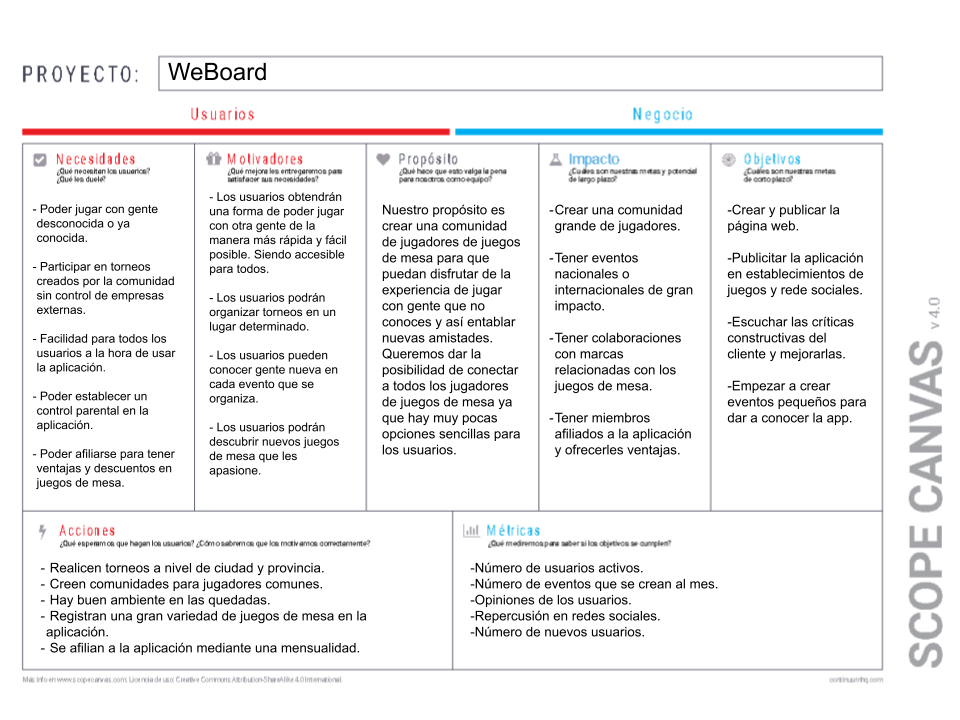 PROYECTO: WeBoard
Usuarios
Negocio
Necesidades
¿Qué necesitan los usuarios?
¿Qué les duele?
- Poder jugar con gente
desconocida o ya
conocida.
- Participar en torneos
creados por la comunidad
sin control de empresas
externas.
- Facilidad para todos los
usuarios a la hora de usar
la aplicación.
- Poder establecer un
control parental en la
aplicación.
- Poder afiliarse para tener
ventajas y descuentos en
juegos de mesa.
Motivadores
¿Qué mejora les entregaremos para
satisfacer sus necesidades?
- Los usuarios obtendrán
una forma de poder jugar
con otra gente de la
manera más rápida y fácil
posible. Siendo accesible
para todos.
- Los usuarios podrán
organizar torneos en un
lugar determinado.
- Los usuarios pueden
conocer gente nueva en
cada evento que se
organiza.
- Los usuarios podrán
descubrir nuevos juegos
de mesa que les
apasione.
Propósito
¿Qué hace que esto valga la pena
para nosotros como equipo?
Nuestro propósito es
crear una comunidad
de jugadores de juegos
de mesa para que
puedan disfrutar de la
experiencia de jugar
con gente que no
conoces y así entablar
nuevas amistades.
Queremos dar la
posibilidad de conectar
a todos los jugadores
de juegos de mesa ya
que hay muy pocas
opciones sencillas para
los usuarios.
Impacto
¿Cuáles son nuestras metas y potencial
de largo plazo?
-Crear una comunidad
grande de jugadores.
-Tener eventos
nacionales o
internacionales de gran
impacto.
-Tener colaboraciones
con marcas
relacionadas con los
juegos de mesa.
-Tener miembros
afiliados a la aplicación
y ofrecerles ventajas.
Objetivos
¿Cuáles son nuestras metas
de corto plazo?
-Crear y publicar la
página web.
-Publicitar la aplicación
en establecimientos de
juegos y rede sociales.
-Escuchar las críticas
constructivas del
cliente y mejorarlas.
-Empezar a crear
eventos pequeños para
dar a conocer la app.
Acciones
¿Qué esperamos que hagan los usuarios? ¿Cómo sabremos que los motivamos correctamente?
- Realicen torneos a nivel de ciudad y provincia.
- Creen comunidades para jugadores comunes.
- Hay buen ambiente en las quedadas.
- Registran una gran variedad de juegos de mesa en la
aplicación.
- Se afilian a la aplicación mediante una mensualidad.
Métricas
¿Qué mediremos para saber si los objetivos se cumplen?
-Número de usuarios activos.
-Número de eventos que se crean al mes.
-Opiniones de los usuarios.
-Repercusión en redes sociales.
-Número de nuevos usuarios.
SCOPE CANVAS v 4.0
Más info en www.scopecanvas.com. Licencia de uso: Creative Commons Attribution-ShareAlike 4.0 International.
continuumhq.com